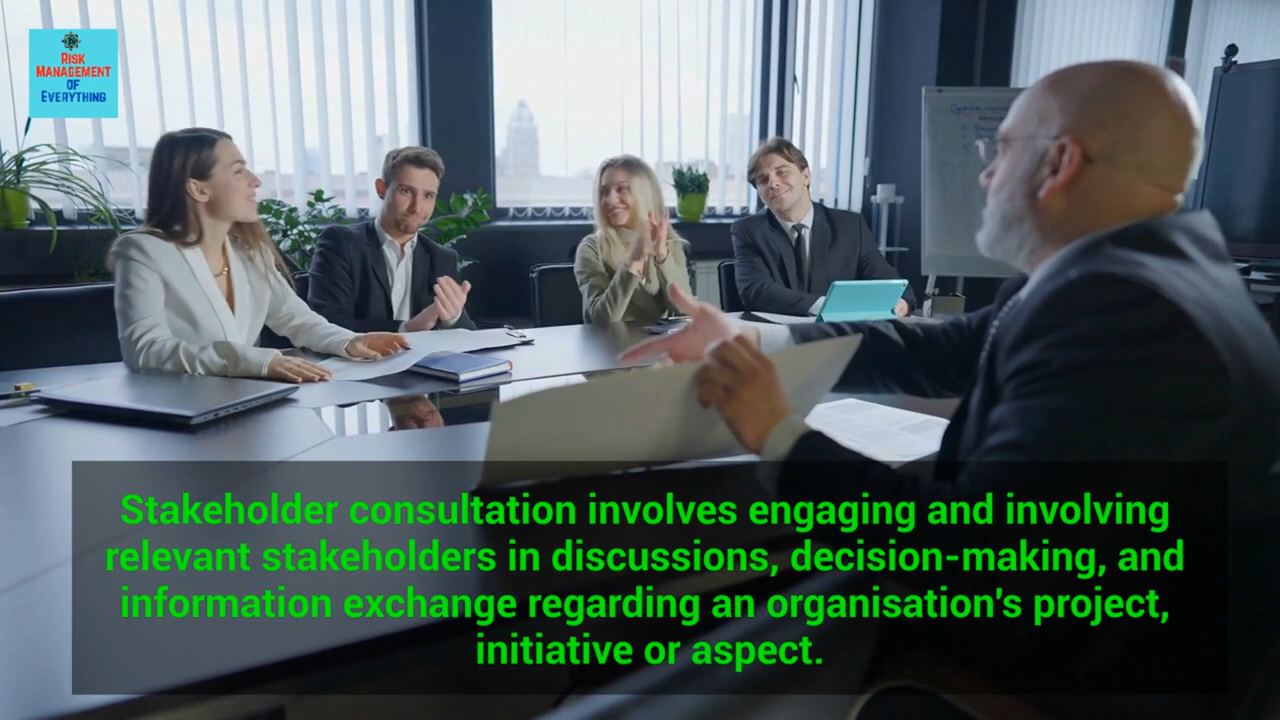 Risk
Management
of
Everything
Stakeholder consultation involves engaging and involving
relevant stakeholders in discussions, decision-making, and
information exchange regarding an organisation's project,
initiative or aspect.